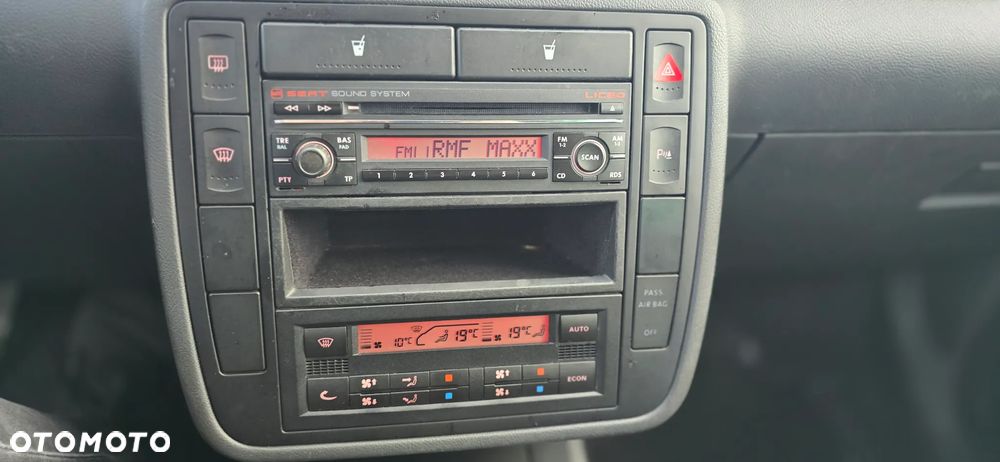 SEAT SOUND SYSTEM LICEO
TRE BAL
BAS FAD
FM1 RMF MAXX
FM 1-2
AM 1-2
SCAN
PTY TP
1 2 3 4 5 6
CD RDS
PASS
AIR BAG
OFF
10°C 19°C 19°C
AUTO
ECON
OTOMOTO